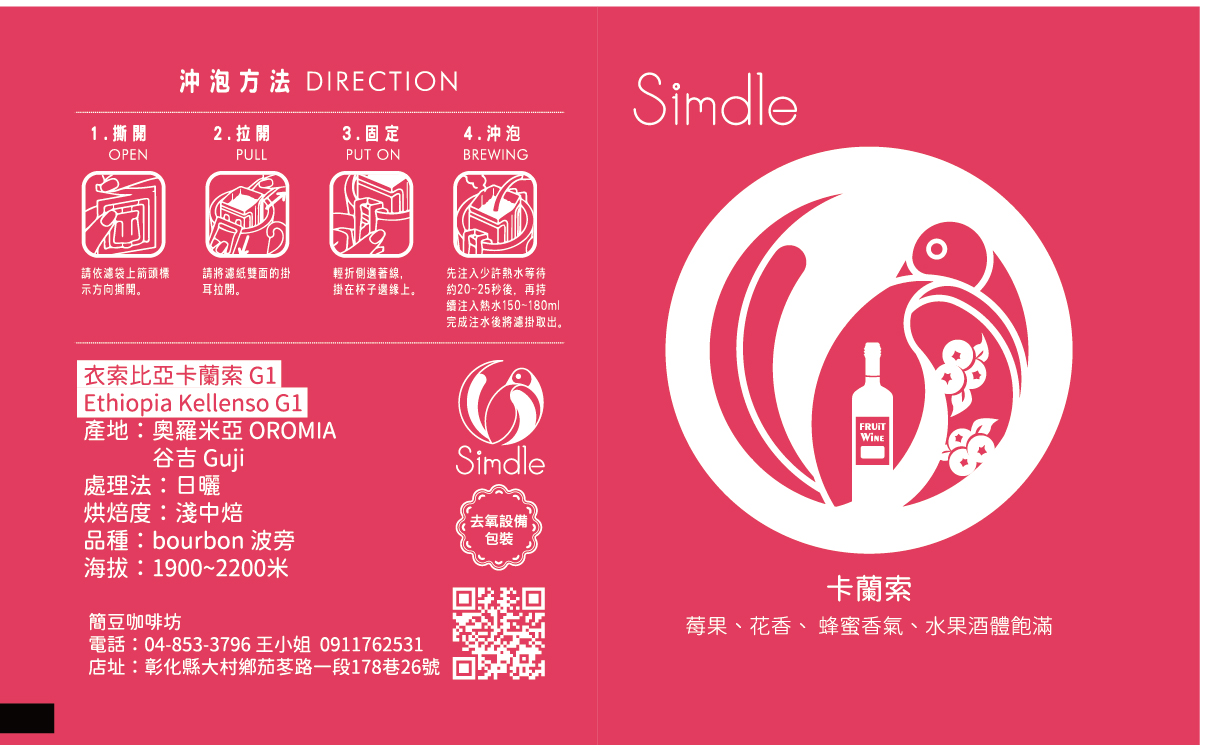 沖泡方法 DIRECTION
1.撕開
OPEN
請依濾袋上箭頭標
示方向撕開。
2.拉開
PULL
請將濾紙雙面的掛
耳拉開。
3.固定
PUT ON
輕折側邊著線,
掛在杯子邊緣上。
4.沖泡
BREWING
先注入少許熱水等待
約20~25秒後, 再持
續注入熱水150~180ml
完成注水後將濾掛取出。
衣索比亞卡蘭索 G1
Ethiopia Kellenso G1
產地：奧羅米亞 OROMIA
谷吉 Guji
處理法：日曬
烘焙度：淺中焙
品種：bourbon 波旁
海拔：1900~2200米
Simdle
去氧設備
包裝
簡豆咖啡坊
電話：04-853-3796 王小姐 0911762531
店址：彰化縣大村鄉茄苳路一段178巷26號
Simdle
FRUiT
WiNE
卡蘭索
莓果、花香、 蜂蜜香氣、水果酒體飽滿